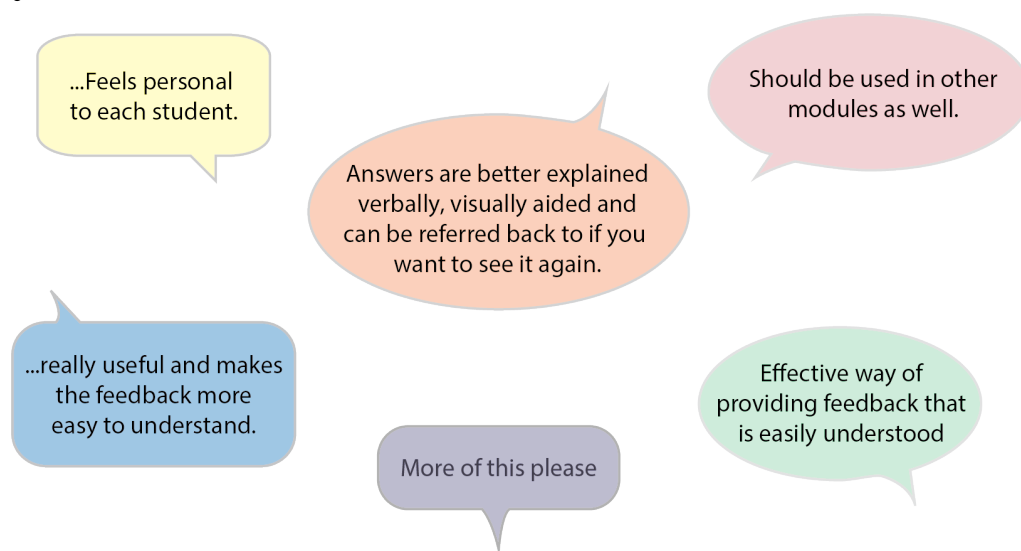 ...Feels personal
to each student.
Should be used in other
modules as well.
Answers are better explained
verbally, visually aided and
can be referred back to if you
want to see it again.
...really useful and makes
the feedback more
easy to understand.
Effective way of
providing feedback that
is easily understood
More of this please